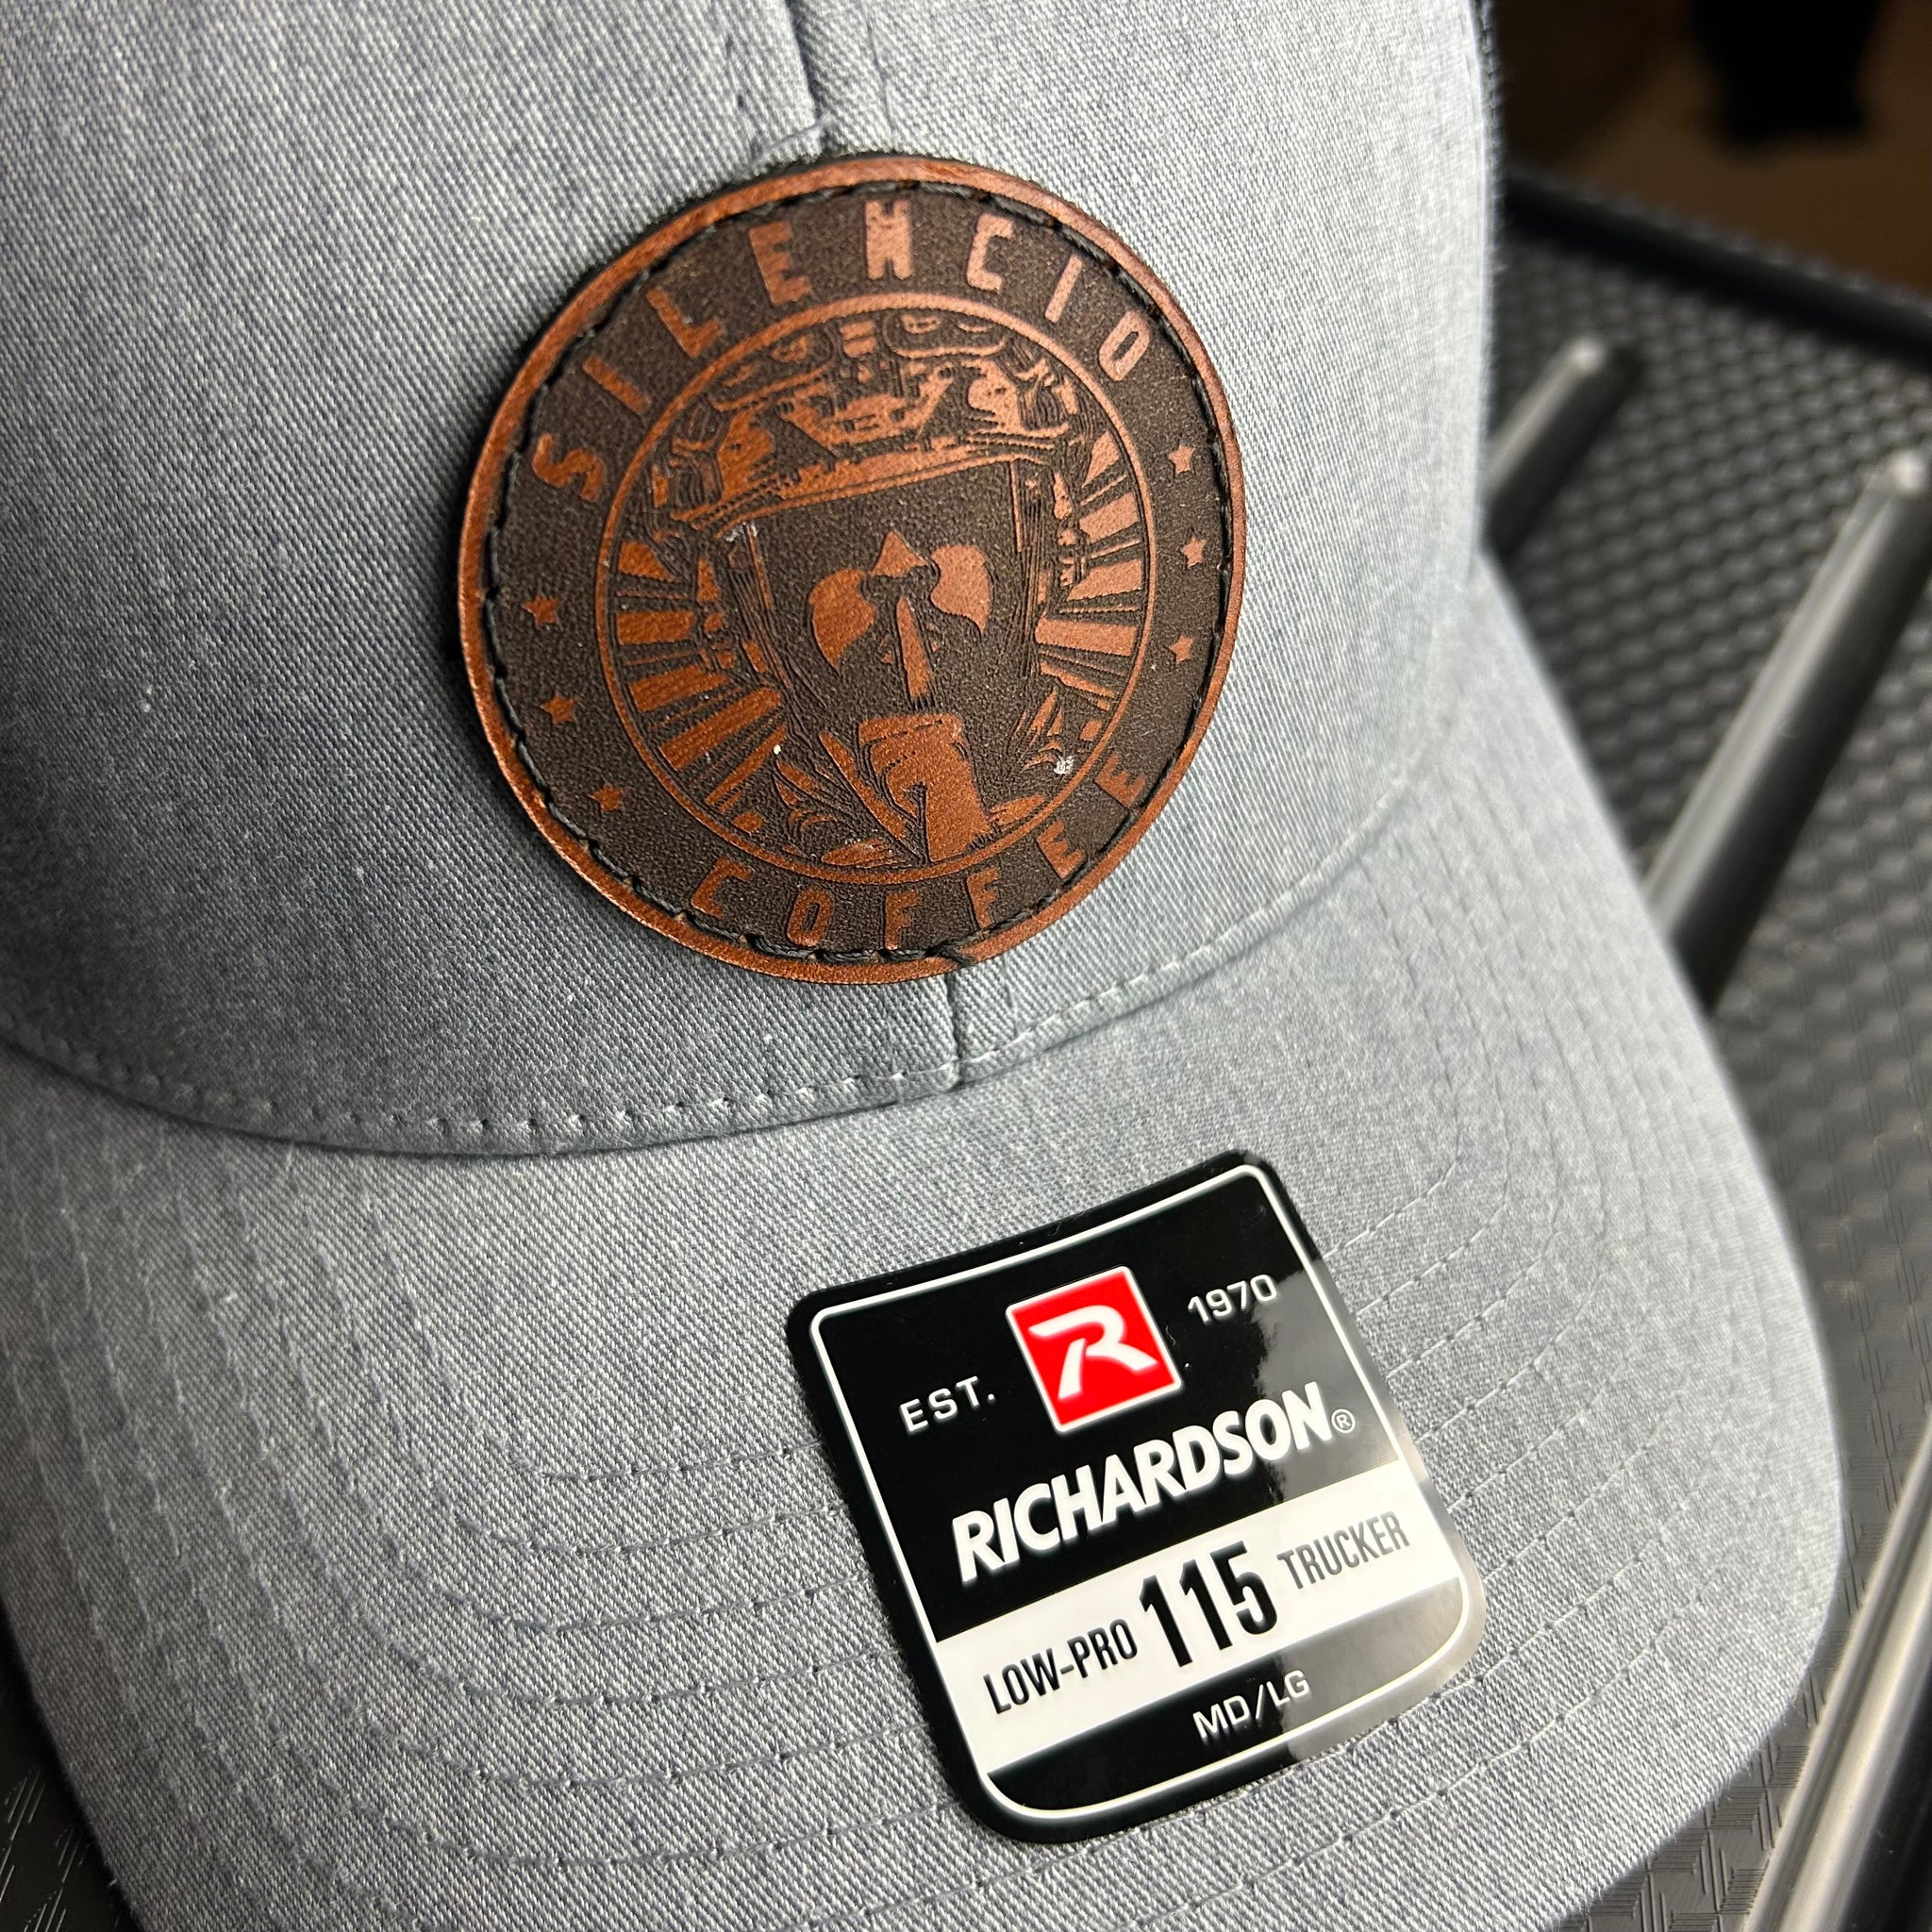 SILENCIO
COFFEE
EST. R 1970
RICHARDSON®
LOW-PRO 115 TRUCKER
MD/LG